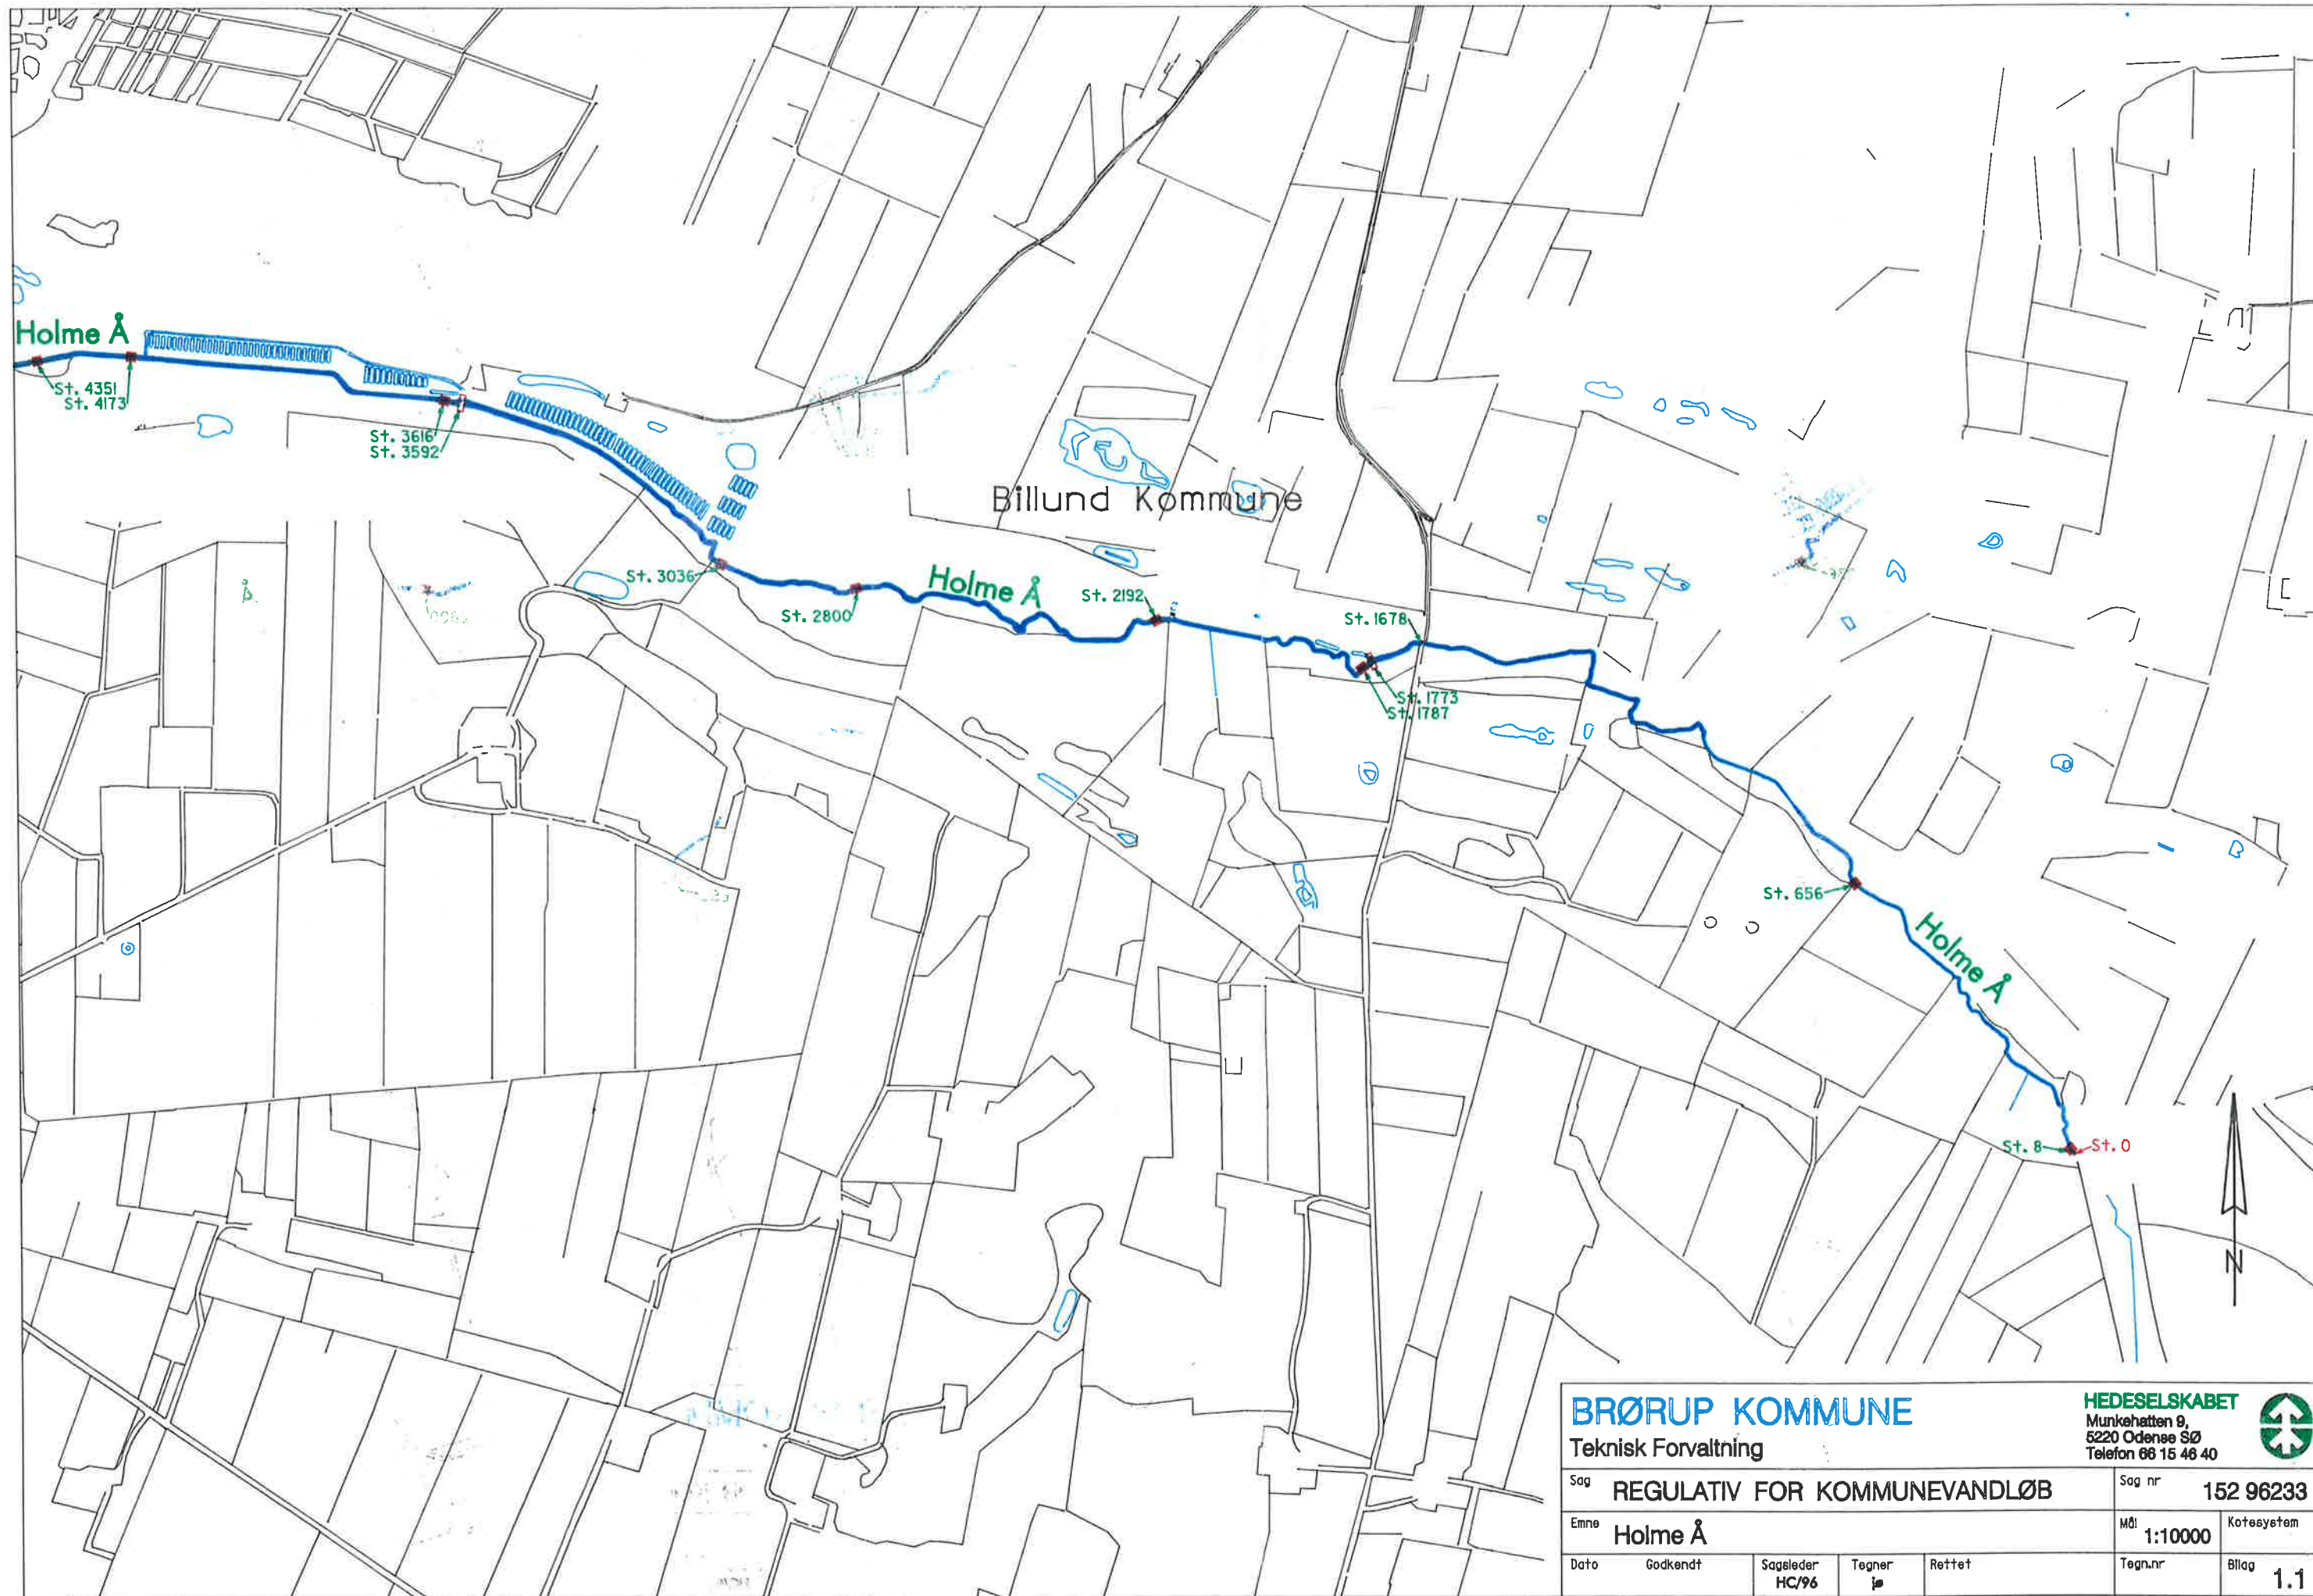 Holme Å
St. 4351
St. 4173
St. 3616
St. 3592
Billund Kommune
St. 3036
St. 2800
Holme Å
St. 2192
St. 1678
St. 1773
St. 1787
St. 656
Holme Å
St. 8
St. 0
N
BRØRUP KOMMUNE
Teknisk Forvaltning
HEDESELSKABET
Munkehatten 9,
5220 Odense SØ
Telefon 66 15 46 40
Sag REGULATIV FOR KOMMUNEVANDLØB
Sag nr 152 96233
Emne Holme Å
Mål 1:10000
Kotesystem
Dato Godkendt Sagsleder HC/96 Tegner Rettet Tegn.nr Bilag 1.1